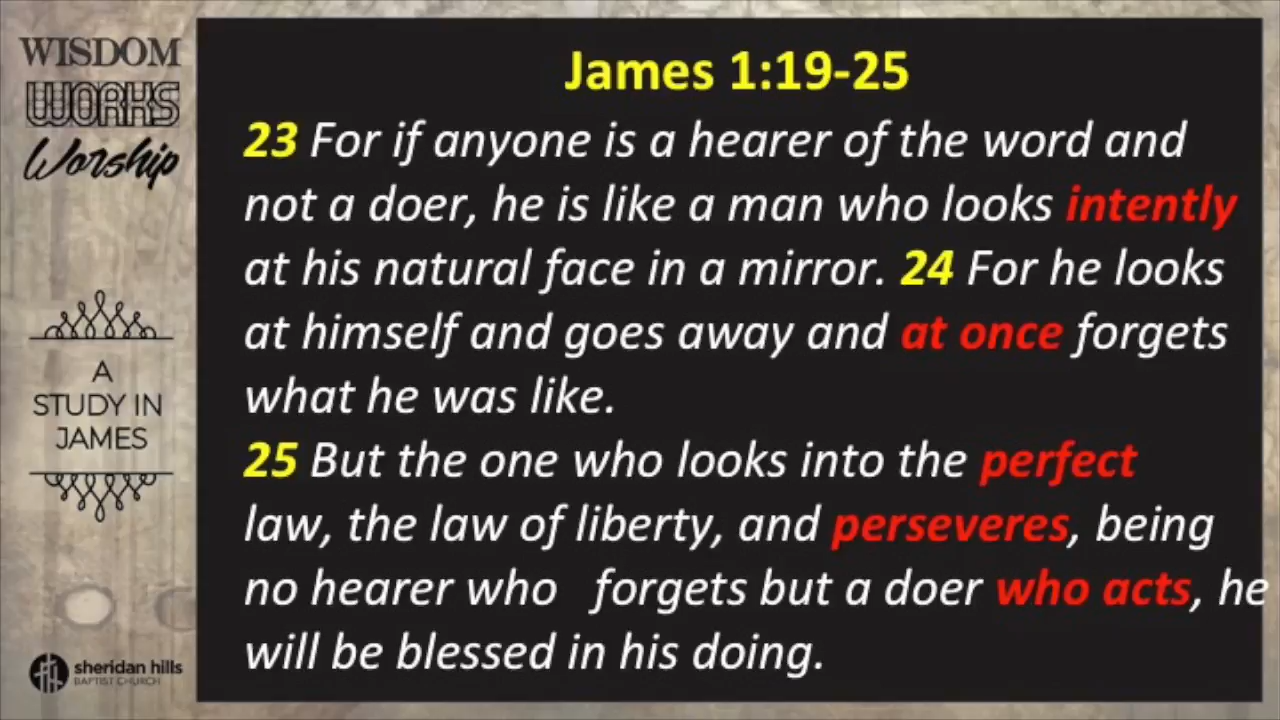 WISDOM
WORKS
Worship
A
STUDY IN
JAMES
sheridan hills
BAPTIST CHURCH
James 1:19-25
23 For if anyone is a hearer of the word and
not a doer, he is like a man who looks intently
at his natural face in a mirror. 24 For he looks
at himself and goes away and at once forgets
what he was like.
25 But the one who looks into the perfect
law, the law of liberty, and perseveres, being
no hearer who   forgets but a doer who acts, he
will be blessed in his doing.